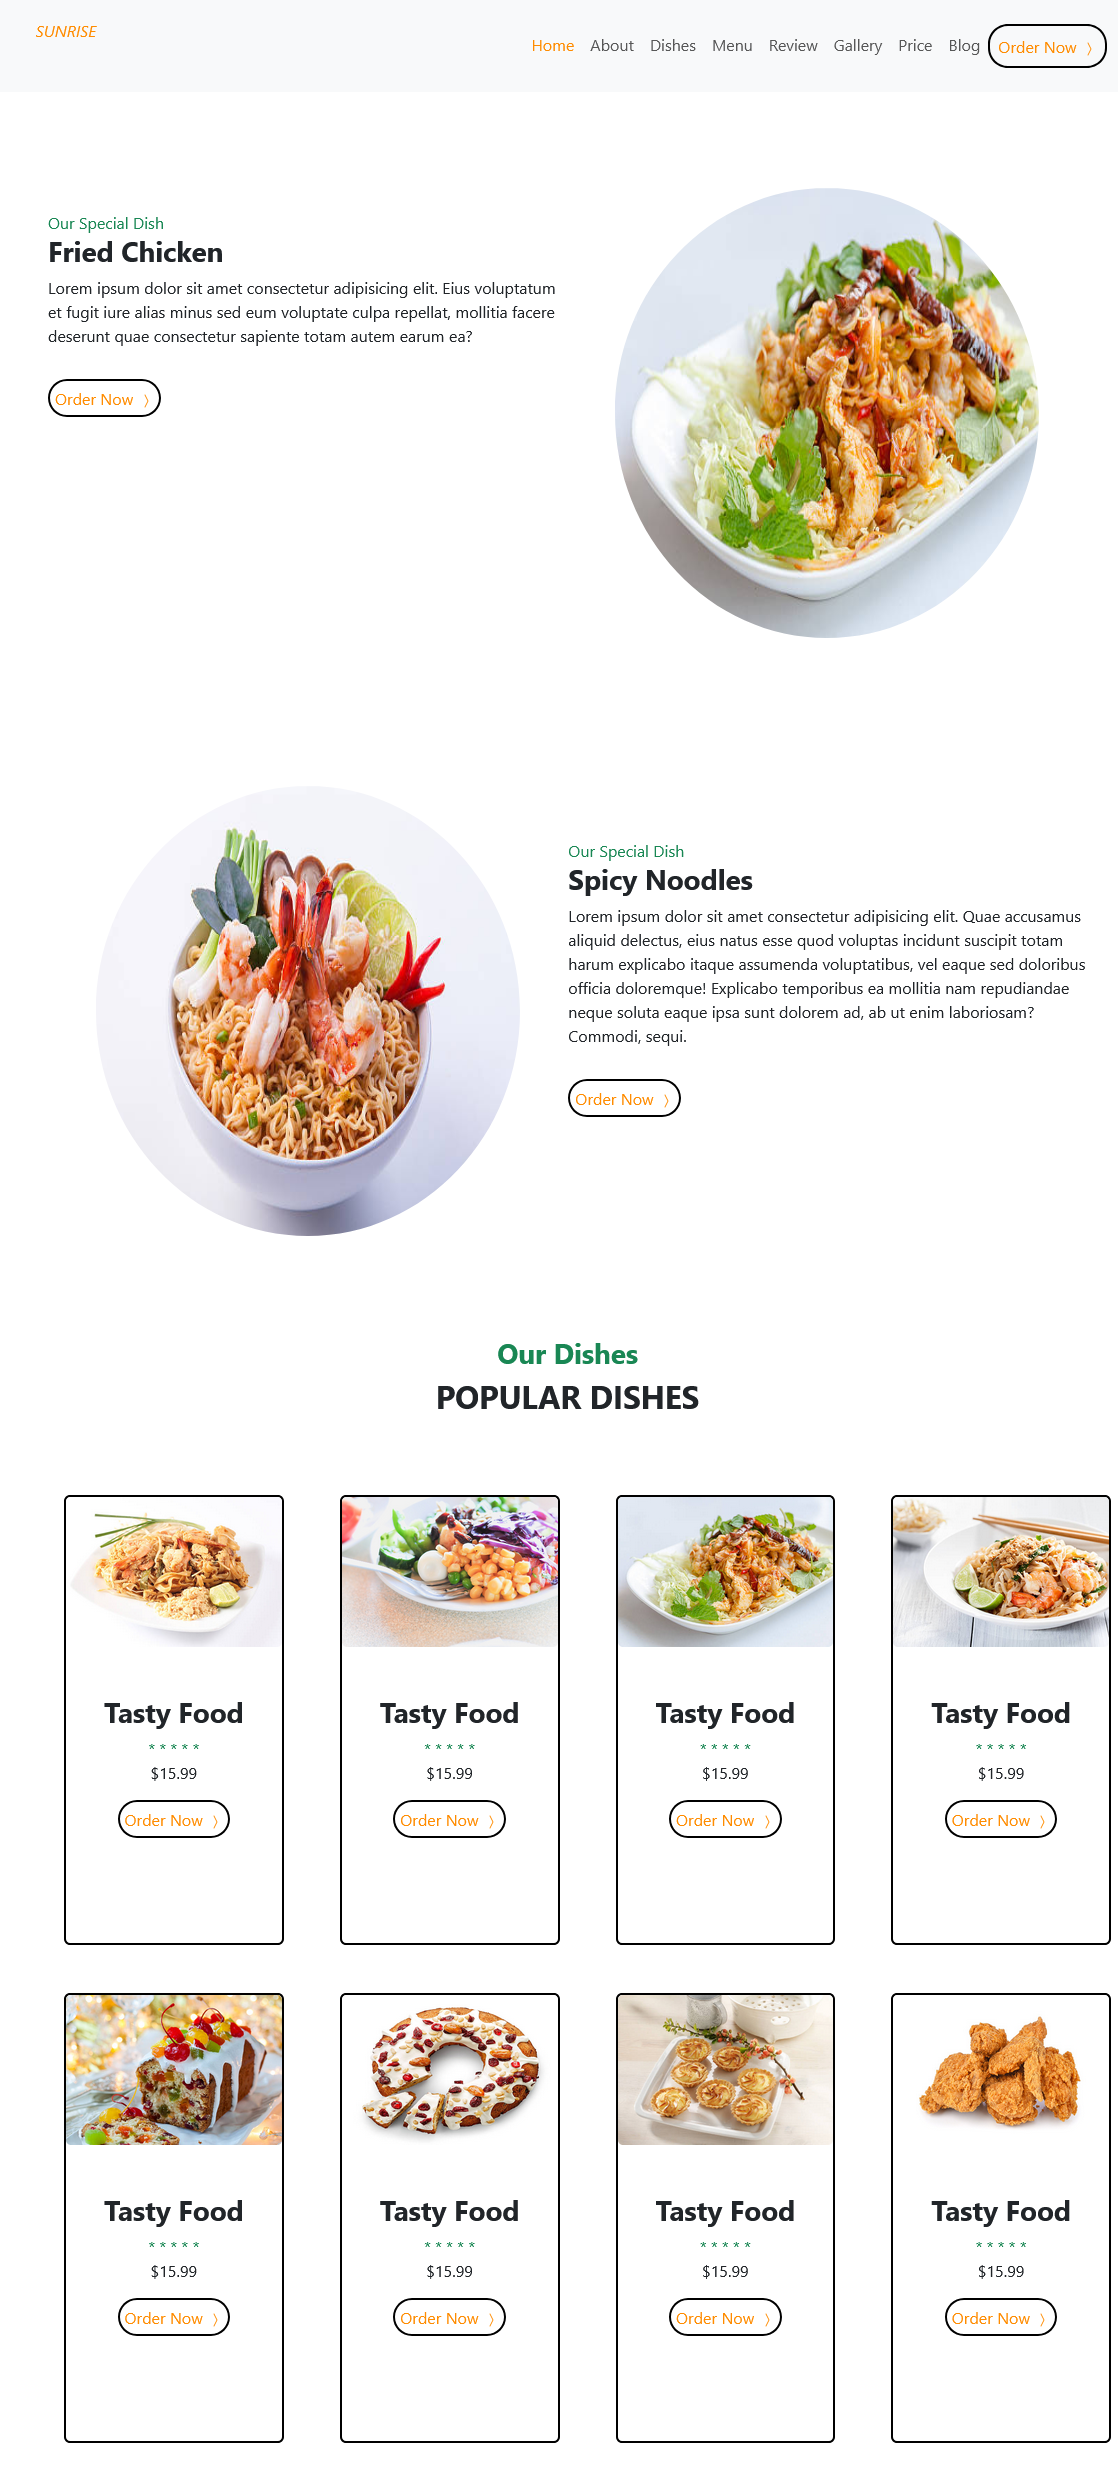 SUNRISE
Home About Dishes Menu Review Gallery Price Blog Order Now 〉
Our Special Dish
Fried Chicken
Lorem ipsum dolor sit amet consectetur adipisicing elit. Eius voluptatum
et fugit iure alias minus sed eum voluptate culpa repellat, mollitia facere
deserunt quae consectetur sapiente totam autem earum ea?
Order Now 〉
Our Special Dish
Spicy Noodles
Lorem ipsum dolor sit amet consectetur adipisicing elit. Quae accusamus
aliquid delectus, eius natus esse quod voluptas incidunt suscipit totam
harum explicabo itaque assumenda voluptatibus, vel eaque sed doloribus
officia doloremque! Explicabo temporibus ea mollitia nam repudiandae
neque soluta eaque ipsa sunt dolorem ad, ab ut enim laboriosam?
Commodi, sequi.
Order Now 〉
Our Dishes
POPULAR DISHES
Tasty Food Tasty Food Tasty Food Tasty Food
* * * * * * * * * * * * * * * * * * * *
$15.99 $15.99 $15.99 $15.99
Order Now 〉 Order Now 〉 Order Now 〉 Order Now 〉
Tasty Food Tasty Food Tasty Food Tasty Food
* * * * * * * * * * * * * * * * * * * *
$15.99 $15.99 $15.99 $15.99
Order Now 〉 Order Now 〉 Order Now 〉 Order Now 〉